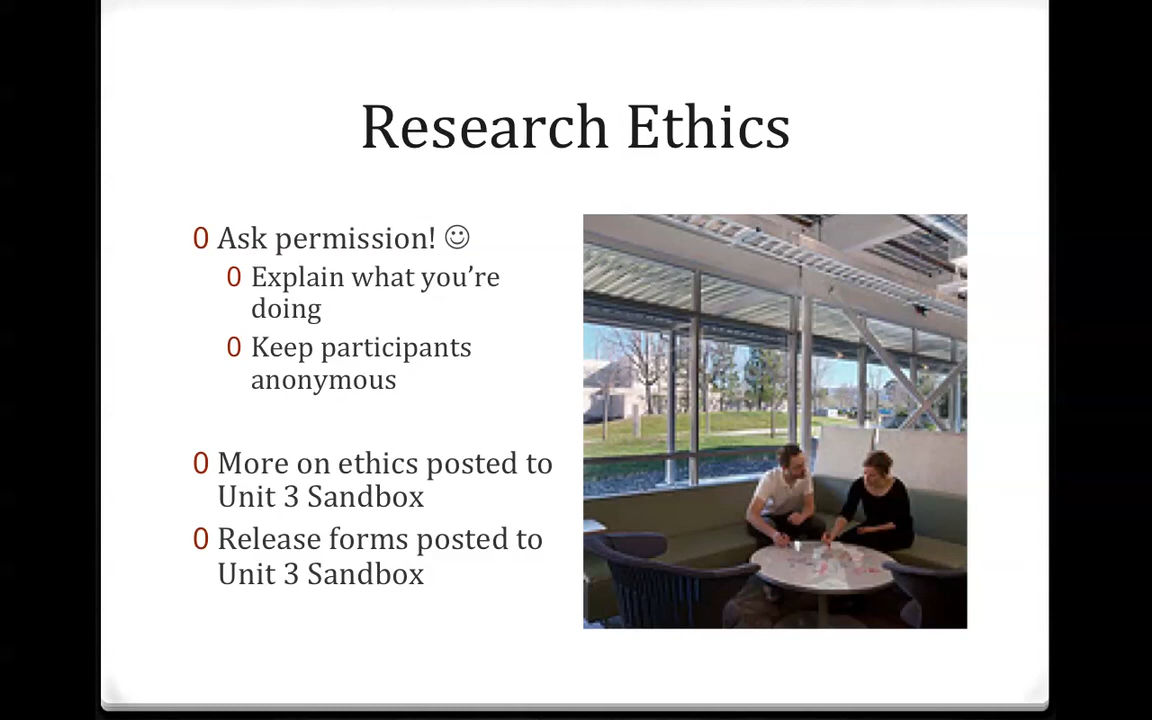 Research Ethics
0 Ask permission! ☺
0 Explain what you’re
doing
0 Keep participants
anonymous
0 More on ethics posted to
Unit 3 Sandbox
0 Release forms posted to
Unit 3 Sandbox